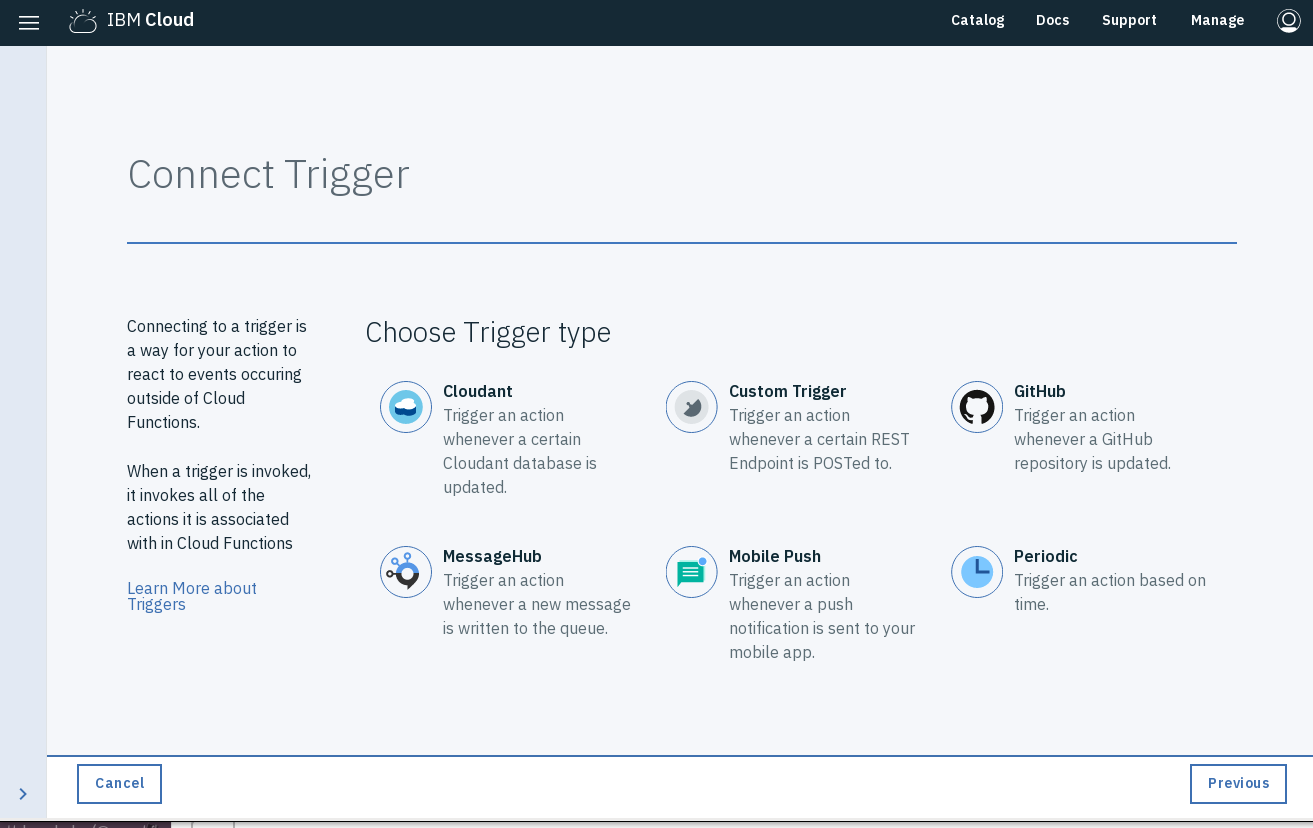 IBM Cloud
Catalog Docs Support Manage
Connect Trigger
Connecting to a trigger is
a way for your action to
react to events occuring
outside of Cloud
Functions.
When a trigger is invoked,
it invokes all of the
actions it is associated
with in Cloud Functions
Learn More about
Triggers
Choose Trigger type
Cloudant
Trigger an action
whenever a certain
Cloudant database is
updated.
Custom Trigger
Trigger an action
whenever a certain REST
Endpoint is POSTed to.
GitHub
Trigger an action
whenever a GitHub
repository is updated.
MessageHub
Trigger an action
whenever a new message
is written to the queue.
Mobile Push
Trigger an action
whenever a push
notification is sent to your
mobile app.
Periodic
Trigger an action based on
time.
Cancel
Previous